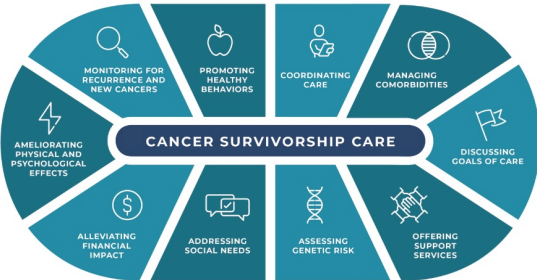 MONITORING FOR
RECURRENCE AND
NEW CANCERS
PROMOTING
HEALTHY
BEHAVIORS
COORDINATING
CARE
MANAGING
COMORBIDITIES
AMELIORATING
PHYSICAL AND
PSYCHOLOGICAL
EFFECTS
CANCER SURVIVORSHIP CARE
DISCUSSING
GOALS OF CARE
ALLEVIATING
FINANCIAL
IMPACT
$
ADDRESSING
SOCIAL NEEDS
ASSESSING
GENETIC RISK
OFFERING
SUPPORT
SERVICES